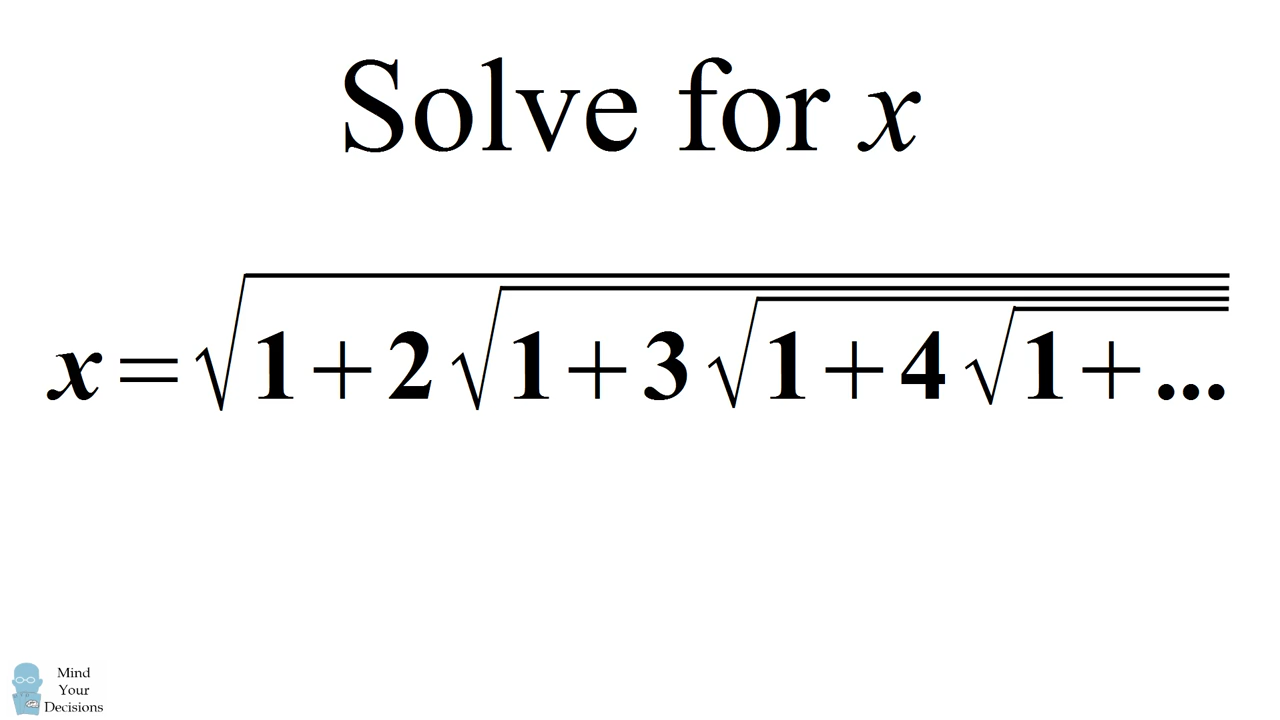 Solve for x
x=√1+2√1+3√1+4√1+...
Mind
Your
Decisions